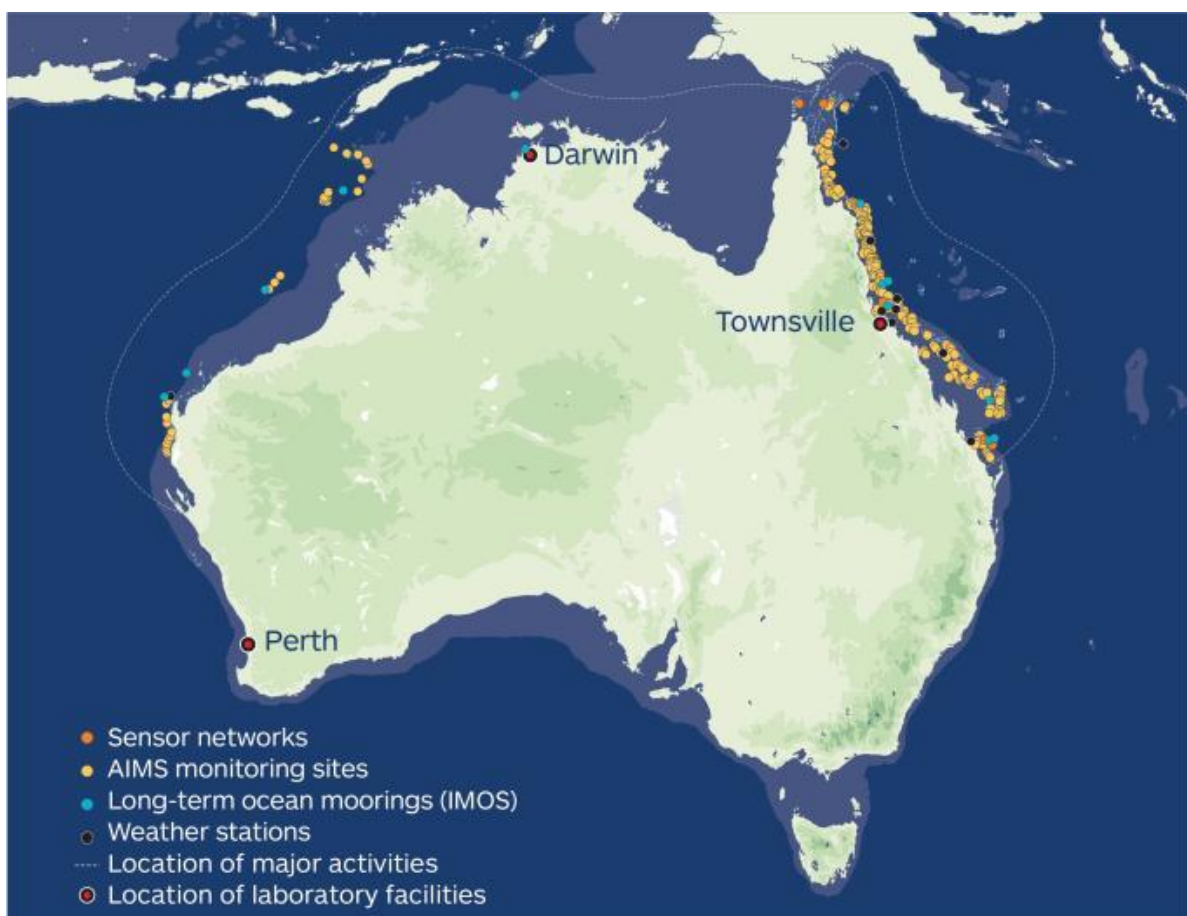 Darwin
Townsville
Perth
Sensor networks
AIMS monitoring sites
Long-term ocean moorings (IMOS)
Weather stations
Location of major activities
Location of laboratory facilities